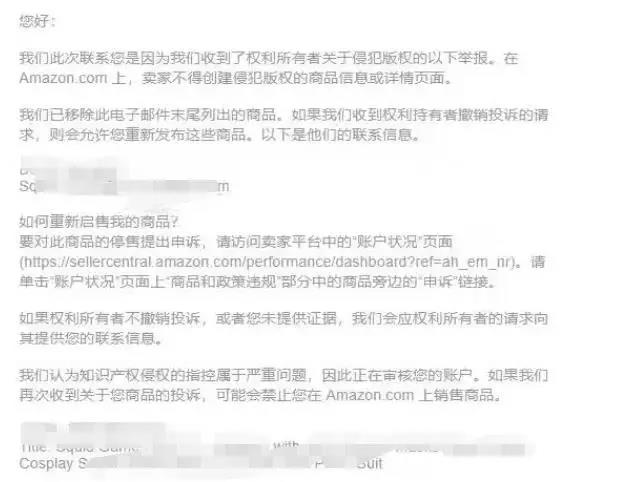 您好:
我们此次联系您是因为我们收到了权利所有者关于侵犯版权的以下举报。在
Amazon.com 上，卖家不得创建侵犯版权的商品信息或详情页面。
我们已移除此电子邮件末尾列出的商品。如果我们收到权利持有者撤销投诉的请
求，则会允许您重新发布这些商品。以下是他们的联系信息。
如何重新启售我的商品?
要对此商品的停售提出申诉，请访问卖家平台中的“账户状况”页面
(https://sellercentral.amazon.com/performance/dashboard?ref=ah_em_nr)。请
单击“账户状况”页面上“商品和政策违规”部分中的商品旁边的“申诉”链接。
如果权利所有者不撤销投诉，或者您未提供证据，我们会应权利所有者的请求向
其提供您的联系信息。
我们认为知识产权侵权的指控属于严重问题，因此正在审核您的账户。如果我们
再次收到关于您商品的投诉，可能会禁止您在 Amazon.com 上销售商品。
Title: Squid Game with
Cosplay Suit